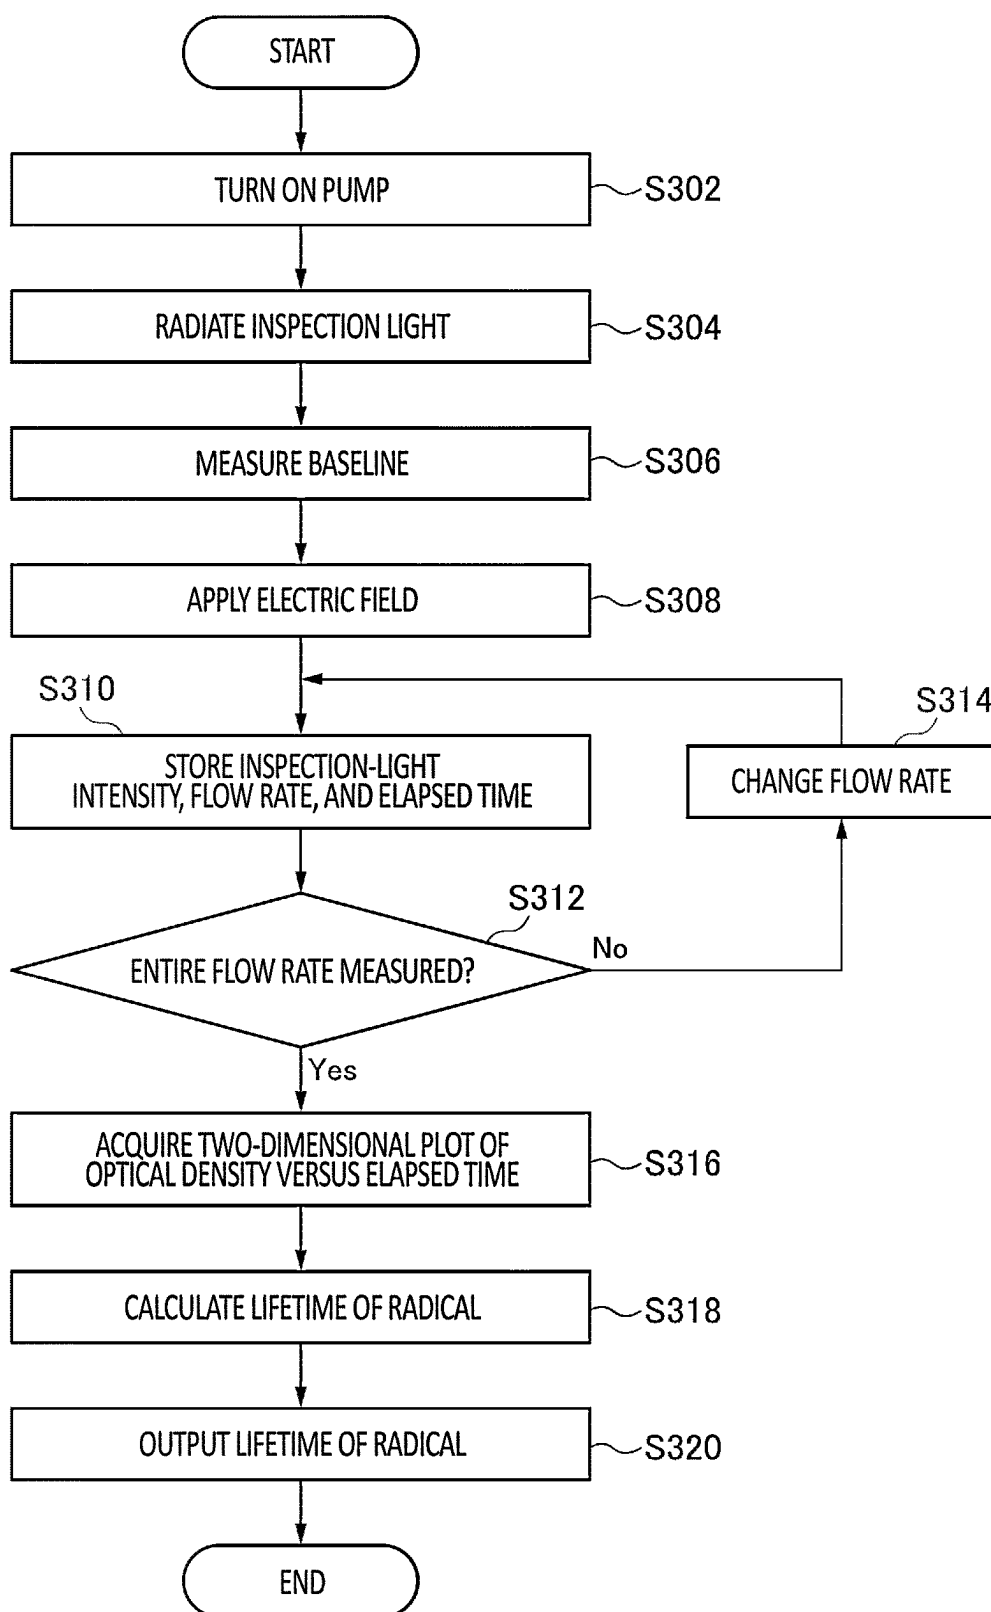 START
TURN ON PUMP
S302
RADIATE INSPECTION LIGHT
S304
MEASURE BASELINE
S306
APPLY ELECTRIC FIELD
S308
S310
STORE INSPECTION-LIGHT
INTENSITY, FLOW RATE, AND ELAPSED TIME
S314
CHANGE FLOW RATE
S312
ENTIRE FLOW RATE MEASURED?
No
Yes
ACQUIRE TWO-DIMENSIONAL PLOT OF
OPTICAL DENSITY VERSUS ELAPSED TIME
S316
CALCULATE LIFETIME OF RADICAL
S318
OUTPUT LIFETIME OF RADICAL
S320
END